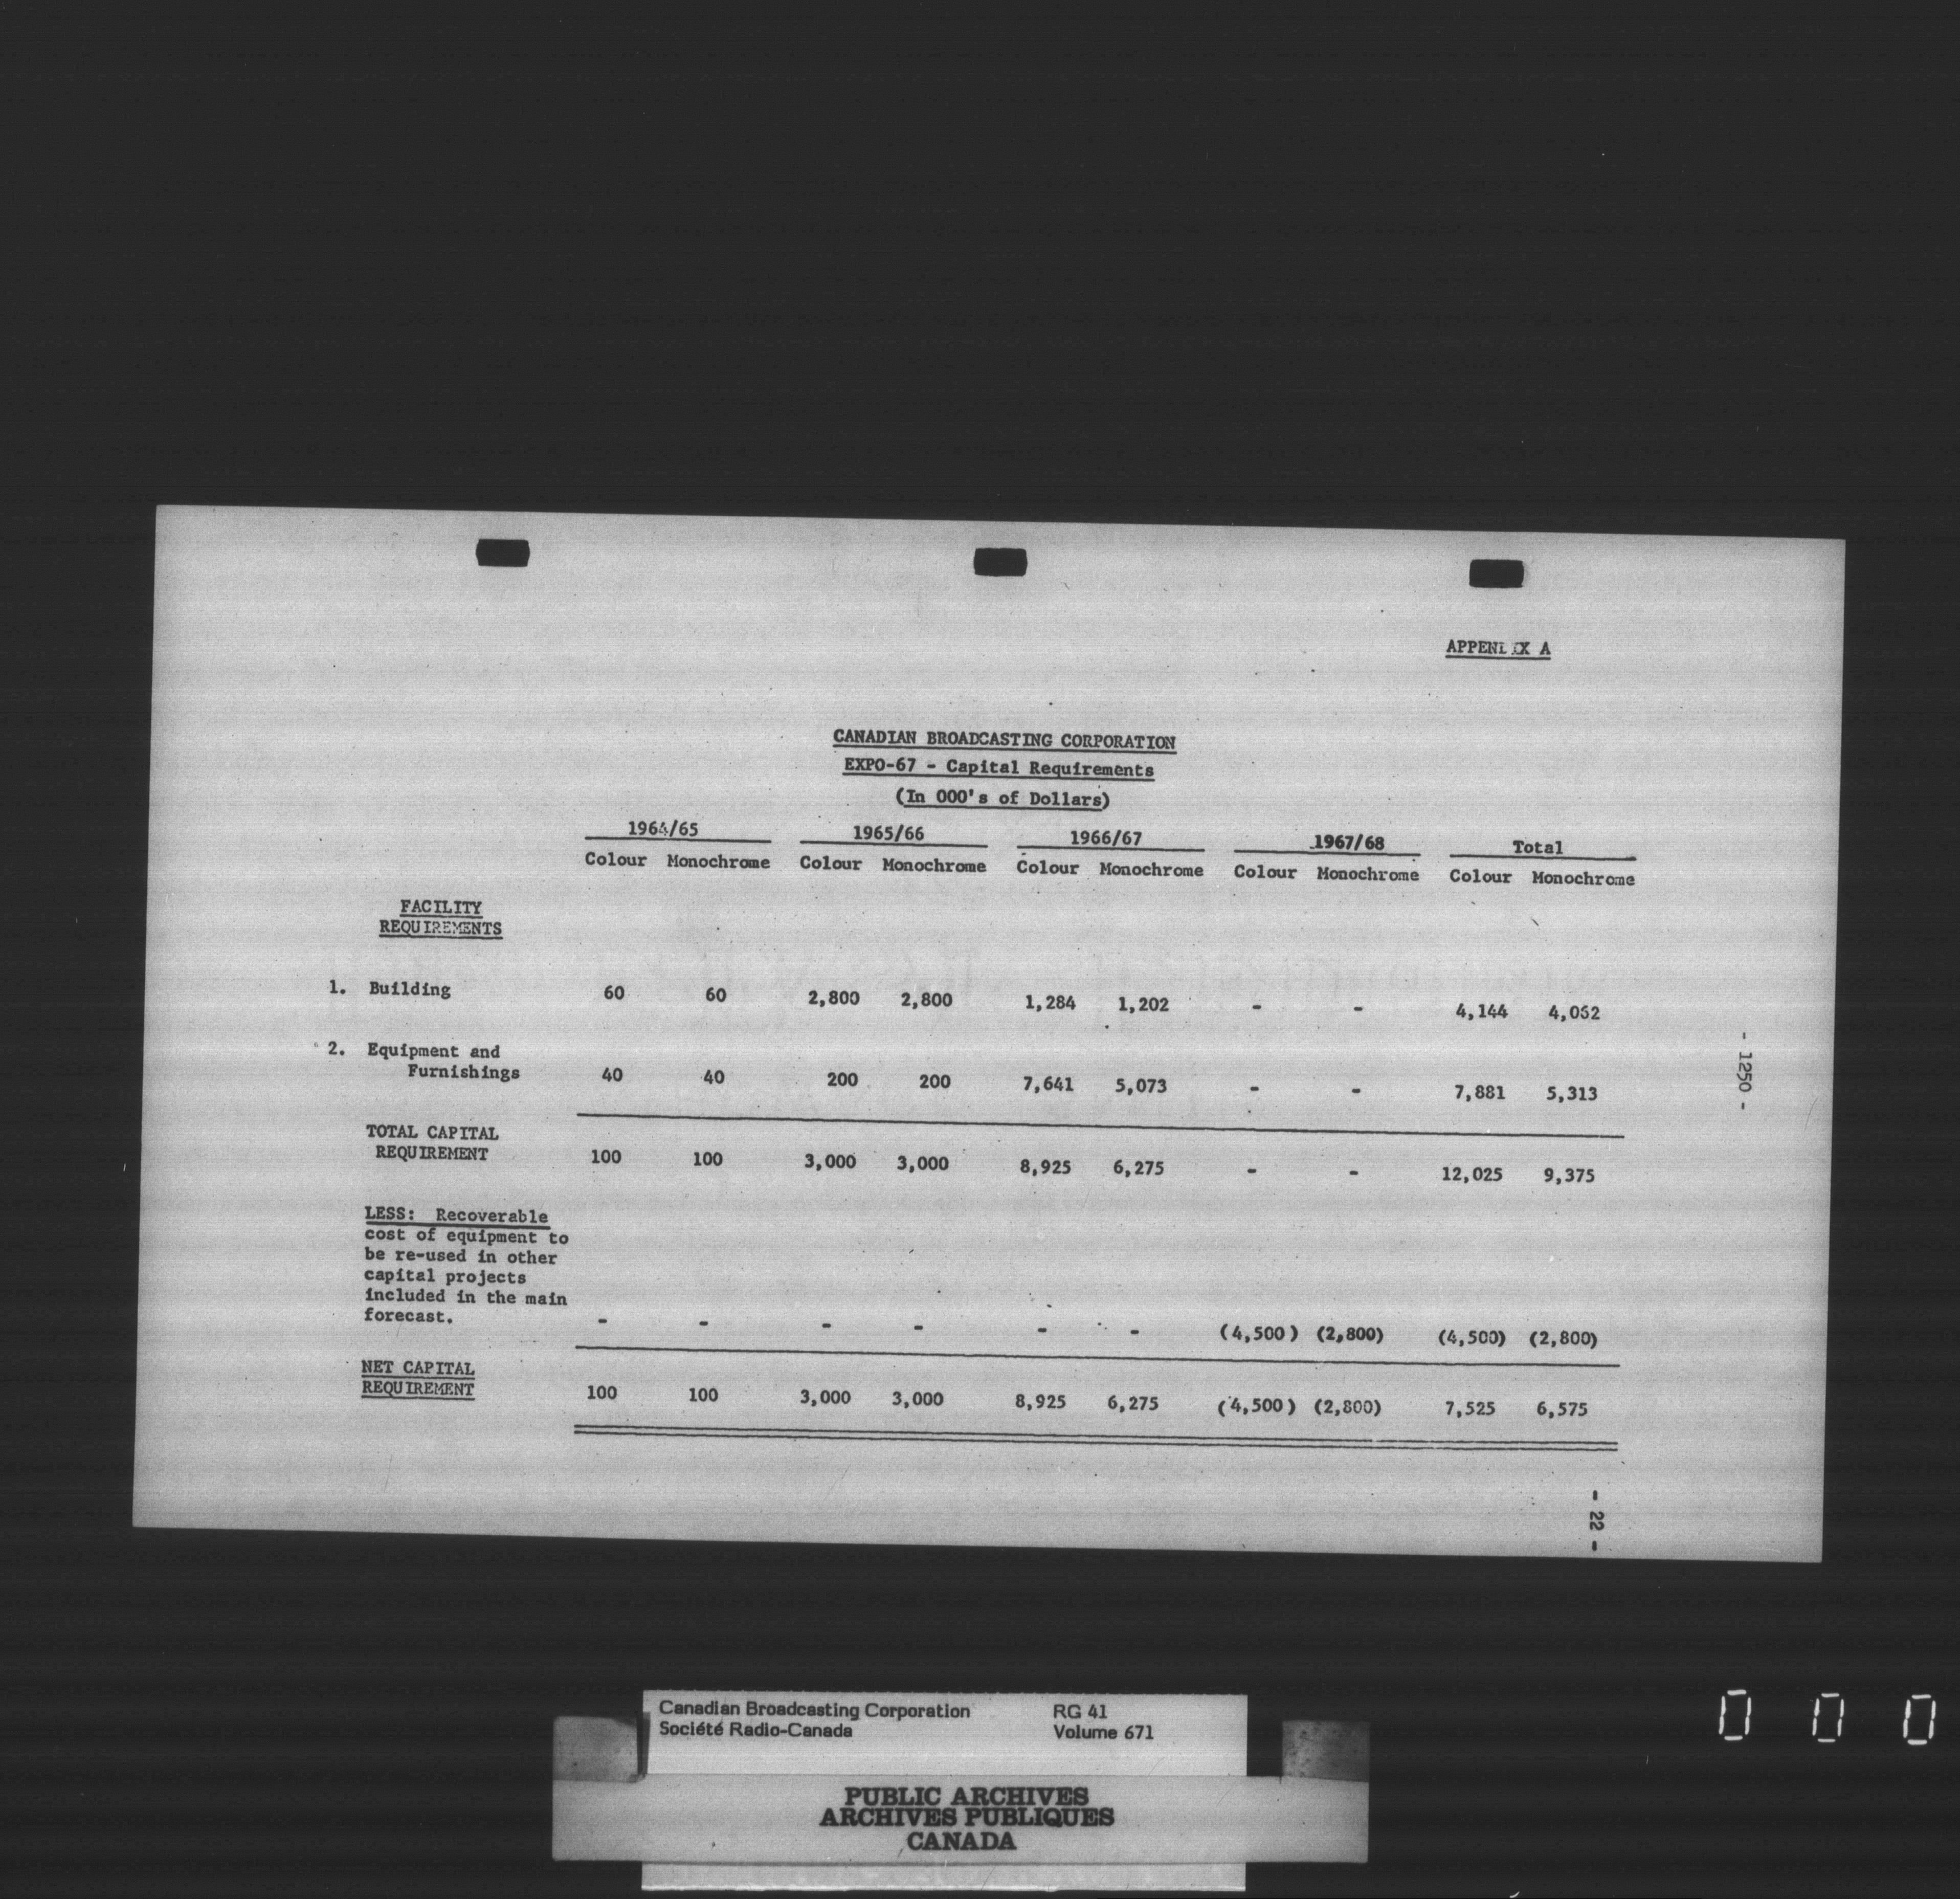 APPENDIX A
CANADIAN BROADCASTING CORPORATION
EXPO-67 - Capital Requirements
(In 000's of Dollars)
1964/65 1965/66 1966/67 1967/68 Total
Colour Monochrome Colour Monochrome Colour Monochrome Colour Monochrome Colour Monochrome
FACILITY
REQUIREMENTS
1. Building 60 60 2,800 2,800 1,284 1,202 - - 4,144 4,062
2. Equipment and
Furnishings 40 40 200 200 7,641 5,073 - - 7,881 5,313
TOTAL CAPITAL
REQUIREMENT 100 100 3,000 3,000 8,925 6,275 - - 12,025 9,375
LESS: Recoverable
cost of equipment to
be re-used in other
capital projects
included in the main
forecast. - - - - - - (4,500) (2,800) (4,500) (2,800)
NET CAPITAL
REQUIREMENT 100 100 3,000 3,000 8,925 6,275 (4,500) (2,800) 7,525 6,575
- 1250 -
- 22 -
Canadian Broadcasting Corporation RG 41
Société Radio-Canada Volume 671
PUBLIC ARCHIVES
ARCHIVES PUBLIQUES
CANADA
0 0 0